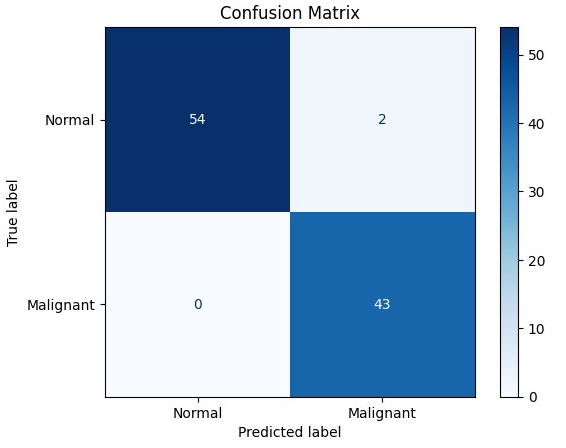 Confusion Matrix
True label
Normal
Malignant
54
2
0
43
Normal
Malignant
Predicted label
50
40
30
20
10
0